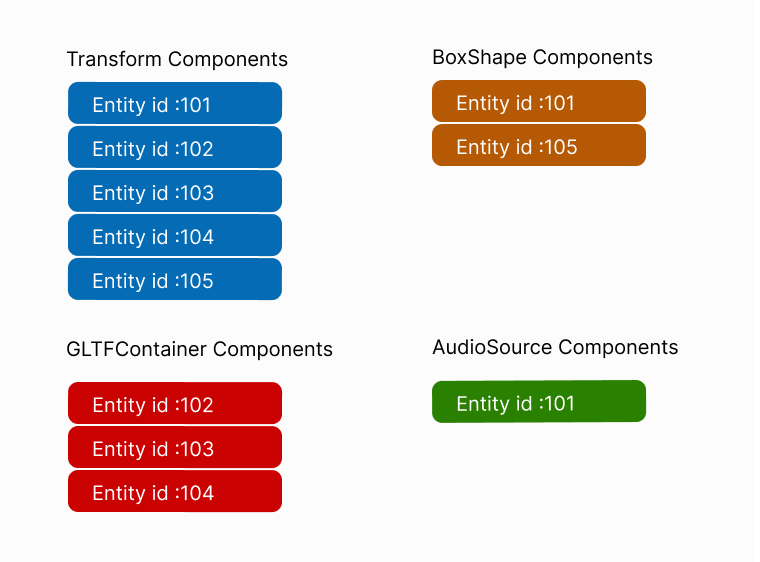 Transform Components
Entity id :101
Entity id :102
Entity id :103
Entity id :104
Entity id :105
BoxShape Components
Entity id :101
Entity id :105
GLTFContainer Components
Entity id :102
Entity id :103
Entity id :104
AudioSource Components
Entity id :101